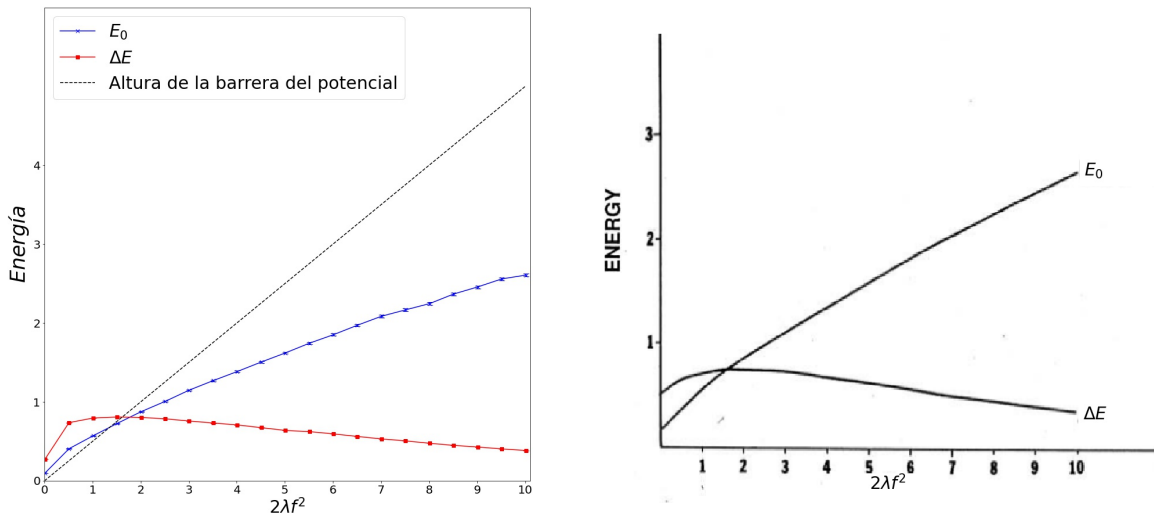 E₀
ΔE
Altura de la barrera del potencial
Energía
4
3
2
1
0
0 1 2 3 4 5 6 7 8 9 10
2λf²
ENERGY
3
2
1
E₀
ΔE
1 2 3 4 5 6 7 8 9 10
2λf²